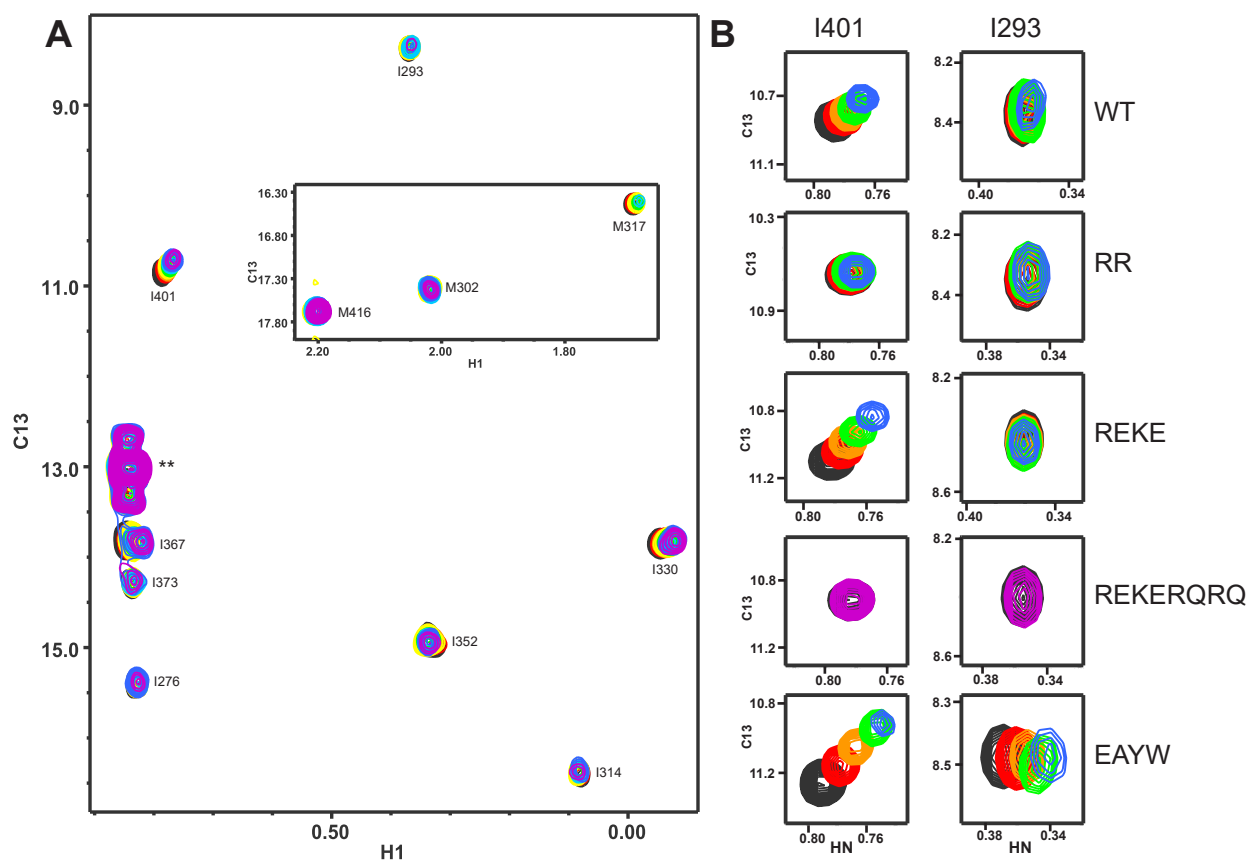 A
I293
9.0
C13
11.0
13.0
15.0
I401
**
I367
I373
I276
I330
I352
I314
0.50
0.00
H1
16.30
16.80
17.30
17.80
C13
M317
M302
M416
2.20
2.00
1.80
H1
B
I401
I293
10.7
11.1
C13
0.80
0.76
8.2
8.4
0.40
0.34
WT
10.3
10.9
C13
0.80
0.76
8.2
8.4
0.38
0.34
RR
10.8
11.2
C13
0.80
0.76
8.2
8.6
0.40
0.34
REKE
10.8
11.2
C13
0.80
0.76
8.2
8.6
0.38
0.34
REKERQRQ
10.8
11.2
C13
0.80
0.76
HN
8.3
8.5
0.38
0.34
HN
EAYW